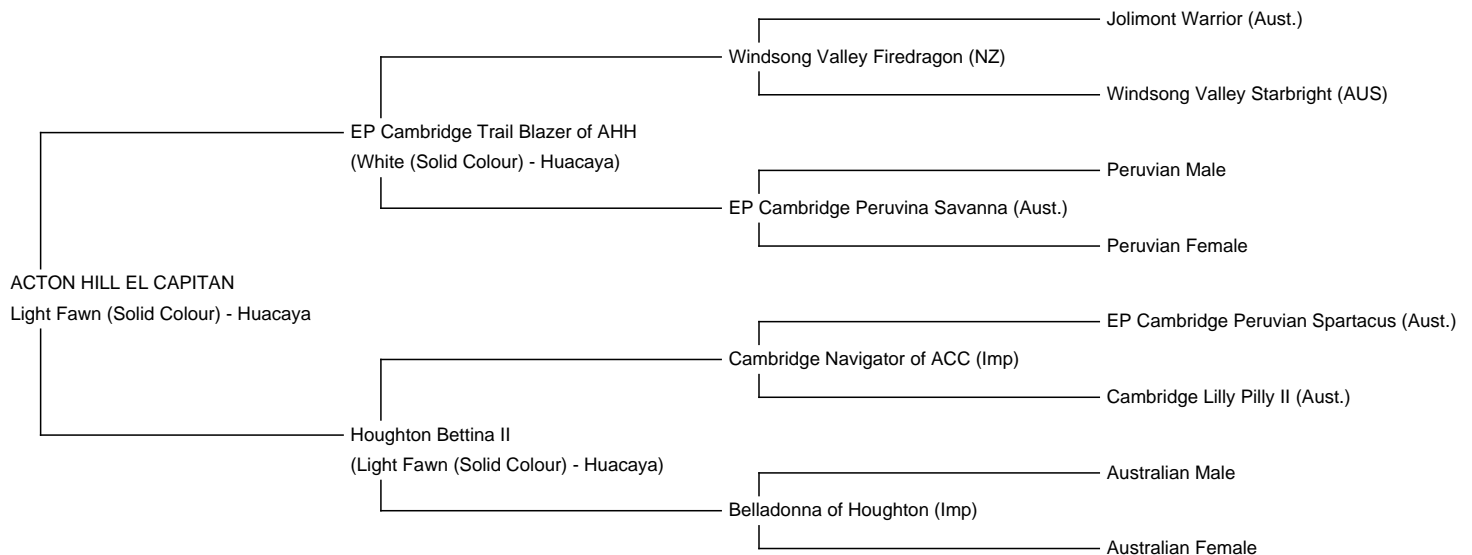 Jolimont Warrior (Aust.)
Windsong Valley Firedragon (NZ)
Windsong Valley Starbright (AUS)
EP Cambridge Trail Blazer of AHH
(White (Solid Colour) - Huacaya)
Peruvian Male
EP Cambridge Peruvina Savanna (Aust.)
Peruvian Female
ACTON HILL EL CAPITAN
Light Fawn (Solid Colour) - Huacaya
EP Cambridge Peruvian Spartacus (Aust.)
Cambridge Navigator of ACC (Imp)
Cambridge Lilly Pilly II (Aust.)
Houghton Bettina II
(Light Fawn (Solid Colour) - Huacaya)
Australian Male
Belladonna of Houghton (Imp)
Australian Female